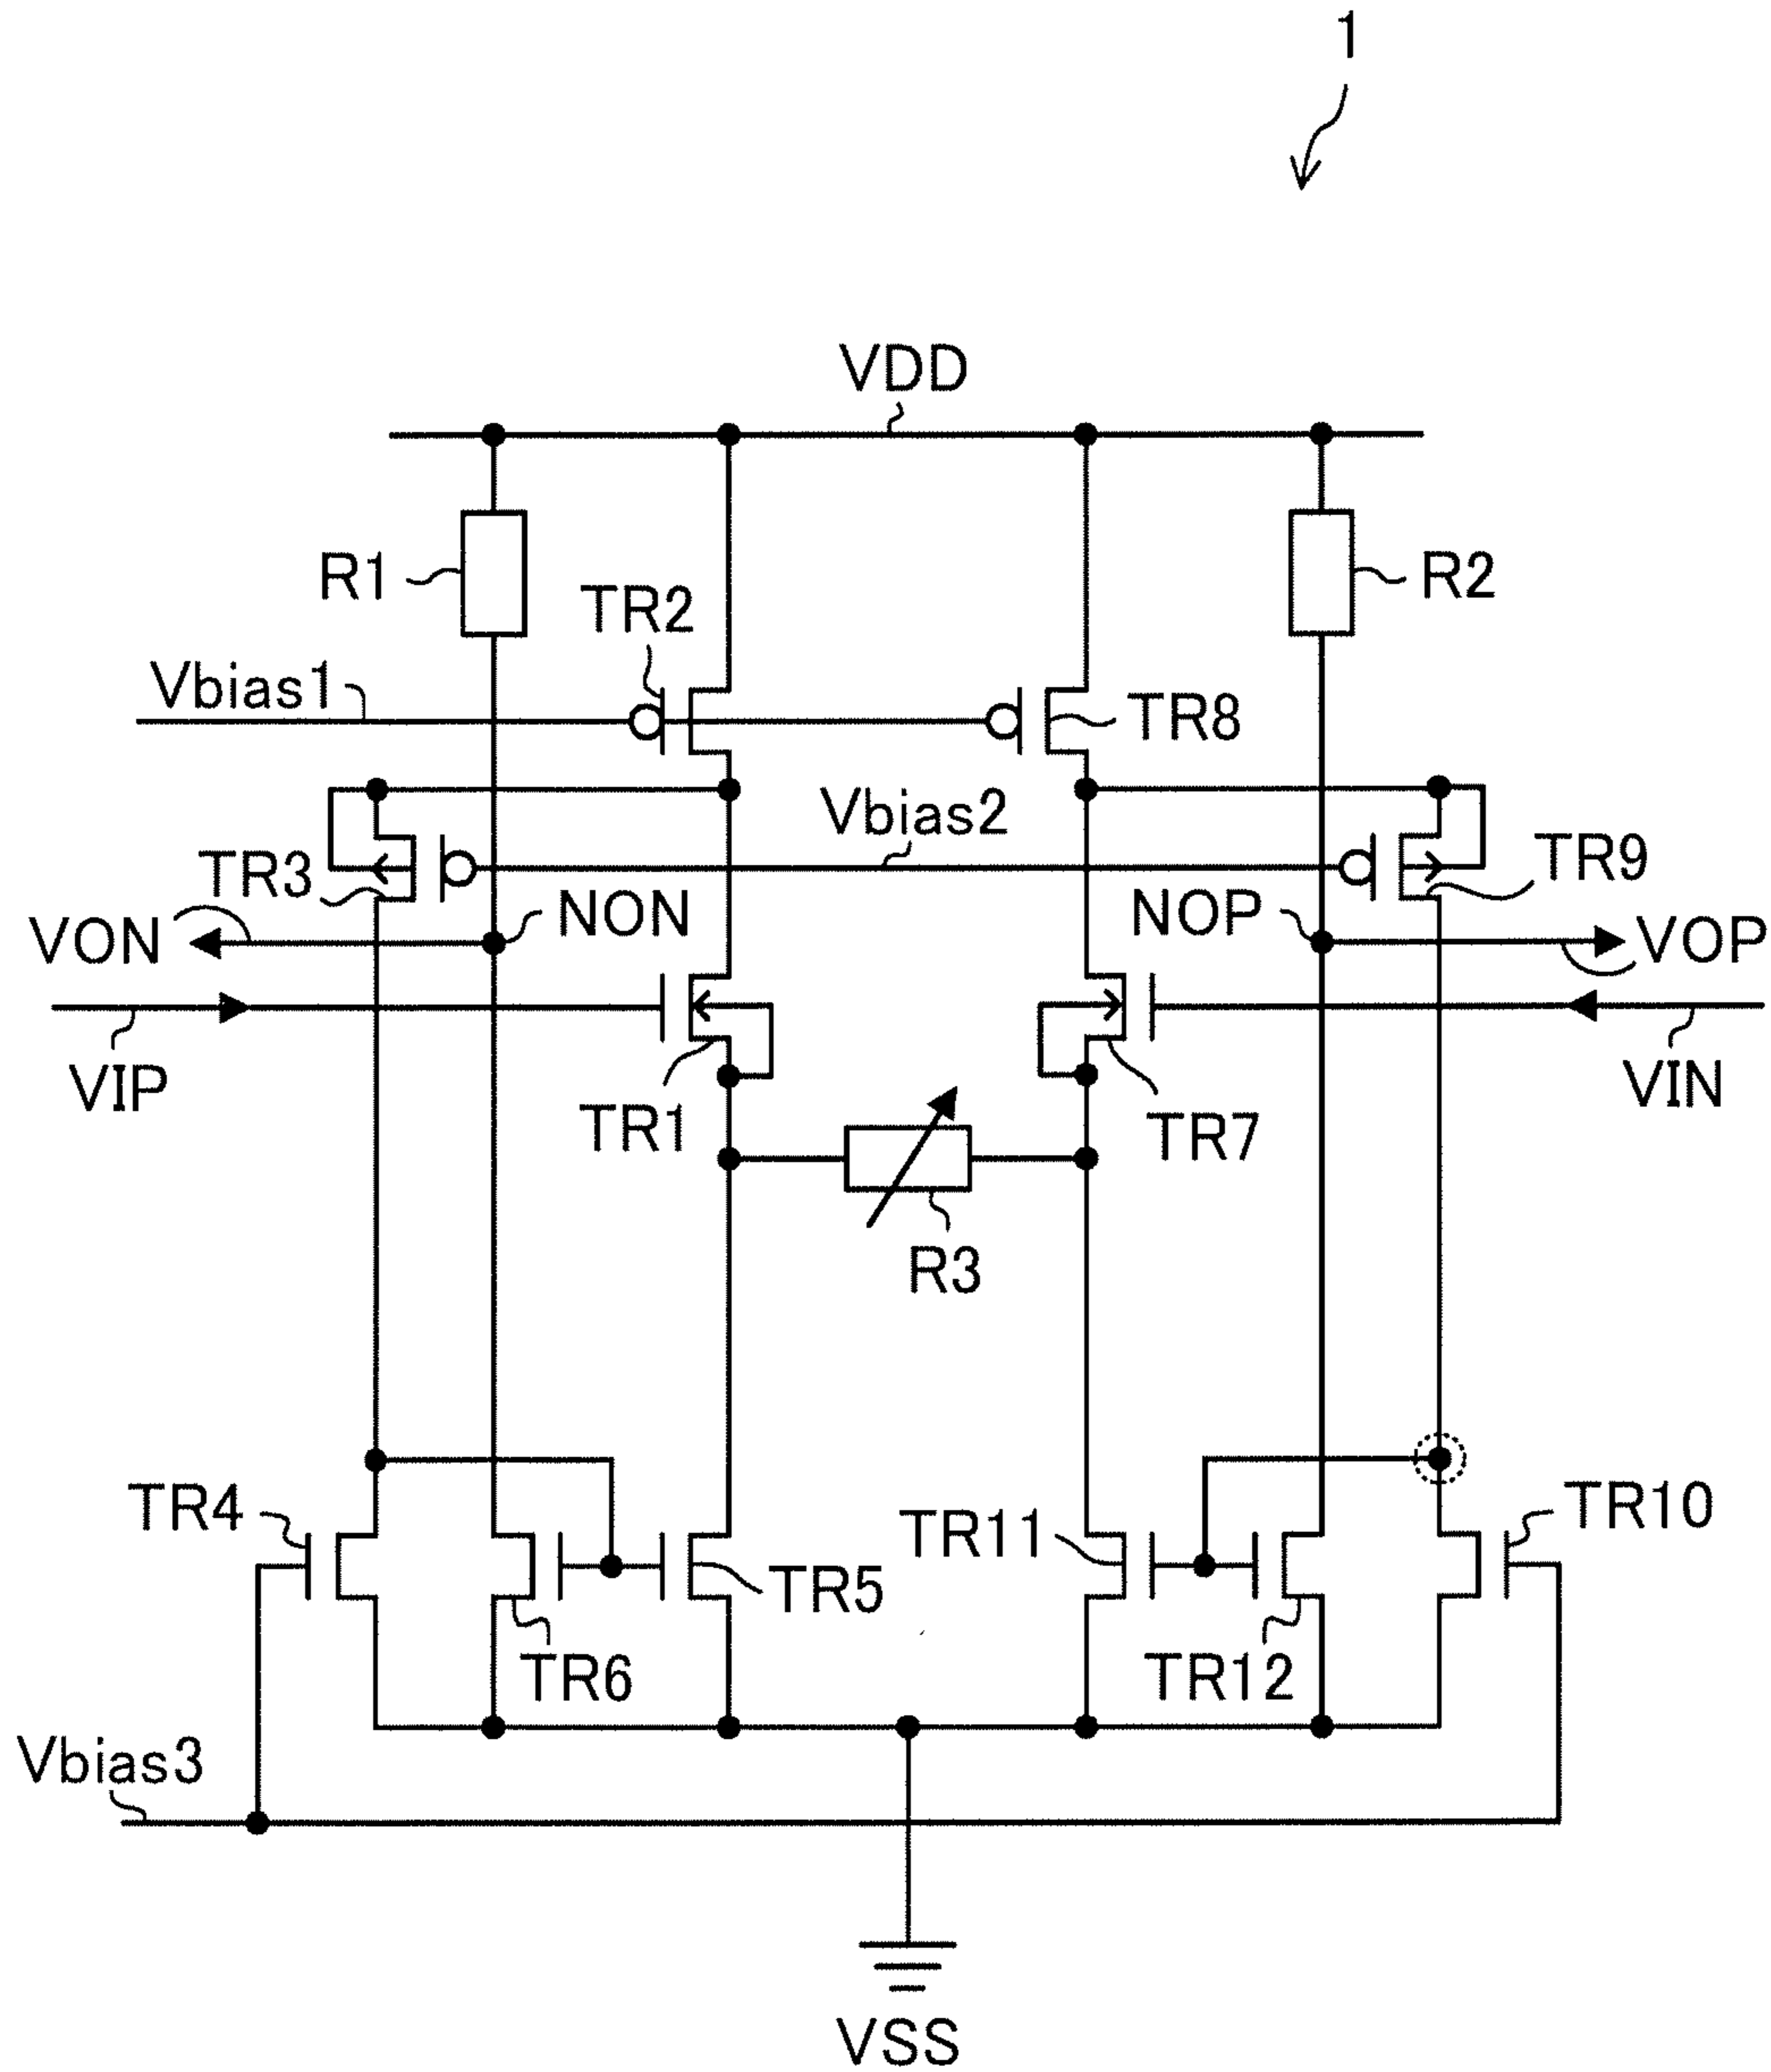 1
VDD
R1
R2
TR2
Vbias1
TR8
Vbias2
TR3
TR9
VON
NON
NOP
VOP
VIP
VIN
TR1
TR7
R3
TR4
TR10
TR11
TR5
TR6
TR12
Vbias3
VSS